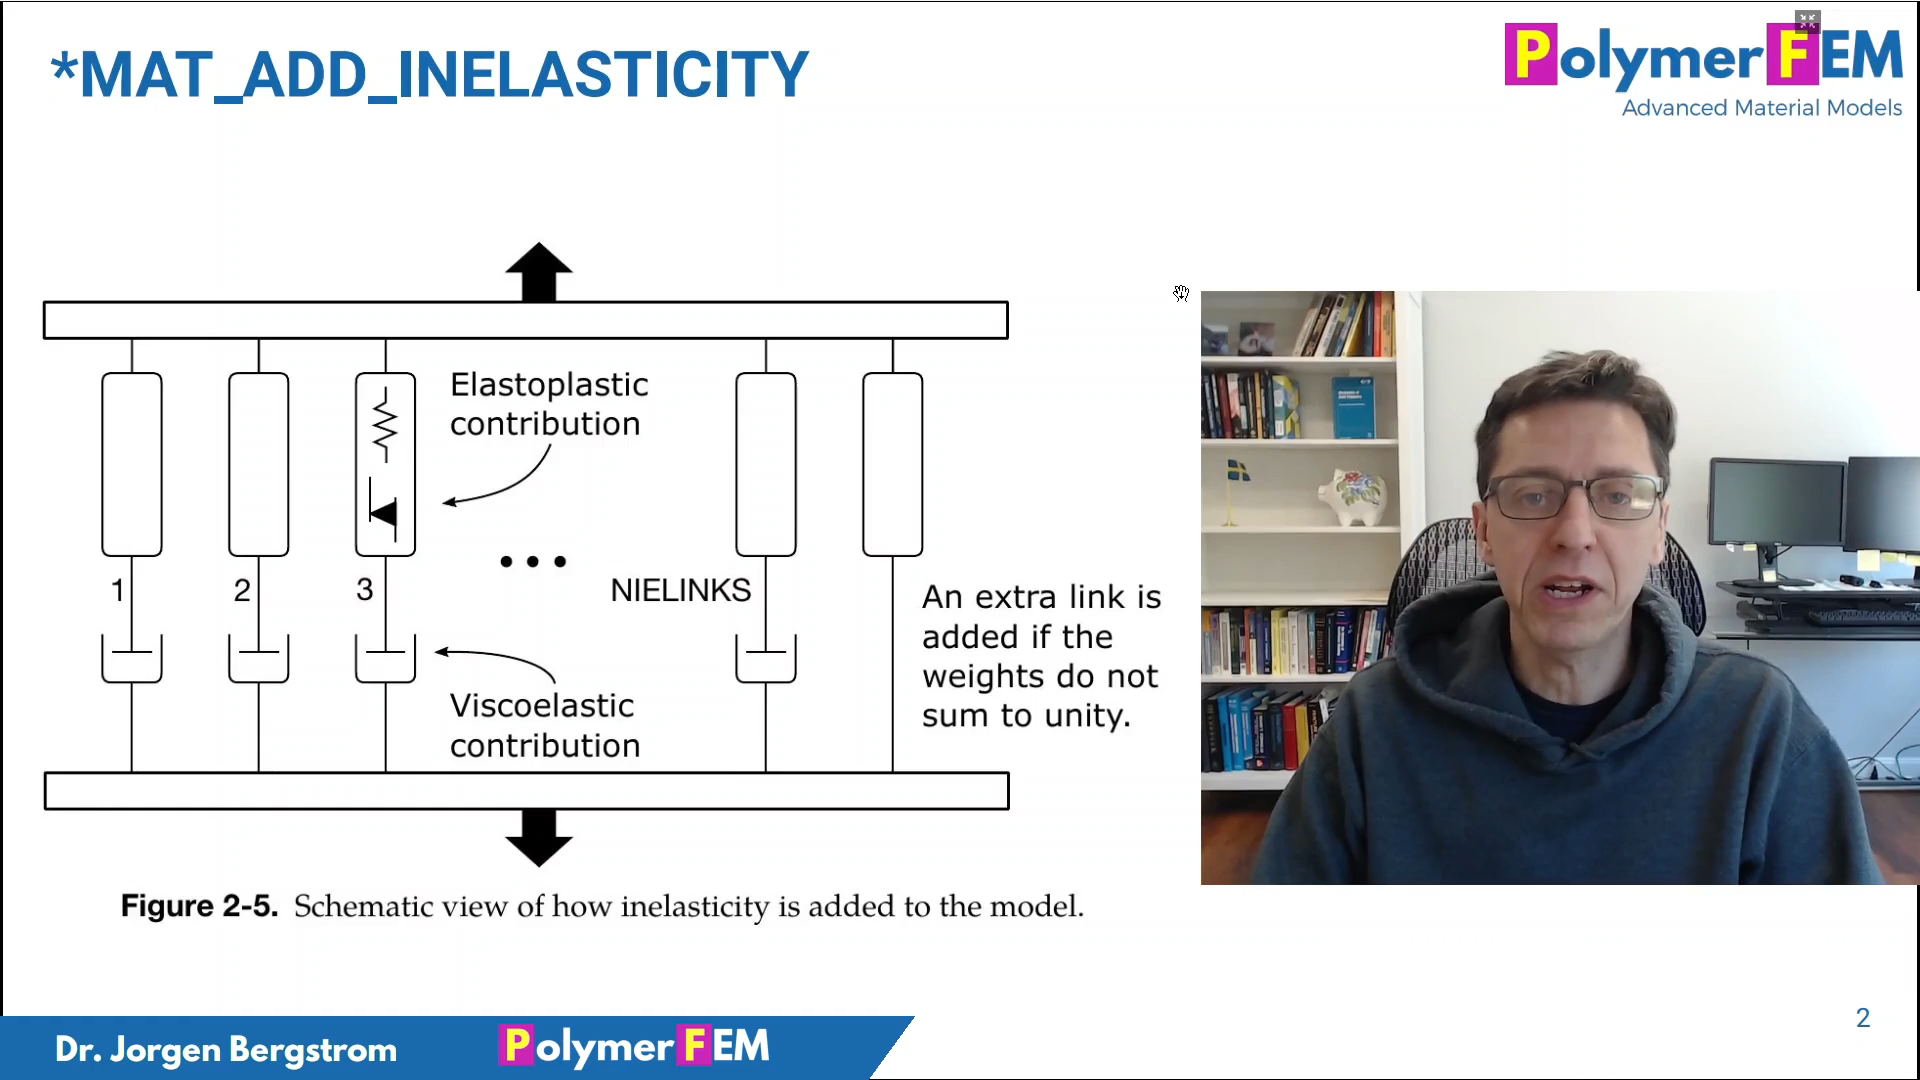 *MAT_ADD_INELASTICITY
PolymerFEM
Advanced Material Models
Elastoplastic
contribution
1
2
3
NIELINKS
An extra link is
added if the
weights do not
sum to unity.
Viscoelastic
contribution
Figure 2-5. Schematic view of how inelasticity is added to the model.
2
Dr. Jorgen Bergstrom
PolymerFEM